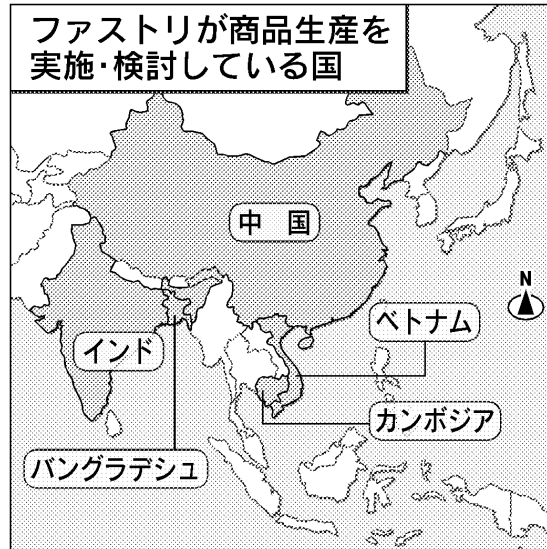 ファストリが商品生産を
実施・検討している国
中 国
N
ベトナム
インド
カンボジア
バングラデシュ